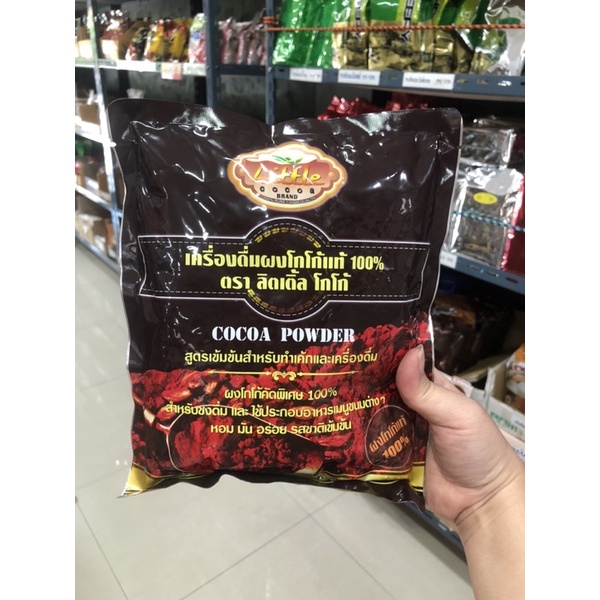 Little
COCOA
BRAND
เครื่องดื่มผงโกโก้แท้ 100%
ตรา ลิตเติ้ล โกโก้
COCOA POWDER
สูตรเข้มข้นสำหรับทำเค้กและเครื่องดื่ม
ผงโกโก้คัดพิเศษ 100%
สำหรับชงดื่ม และ ใช้ประกอบอาหารเมนูขนมต่าง ๆ
หอม มัน อร่อย รสชาติเข้มข้น
ผงโกโก้แท้
100%